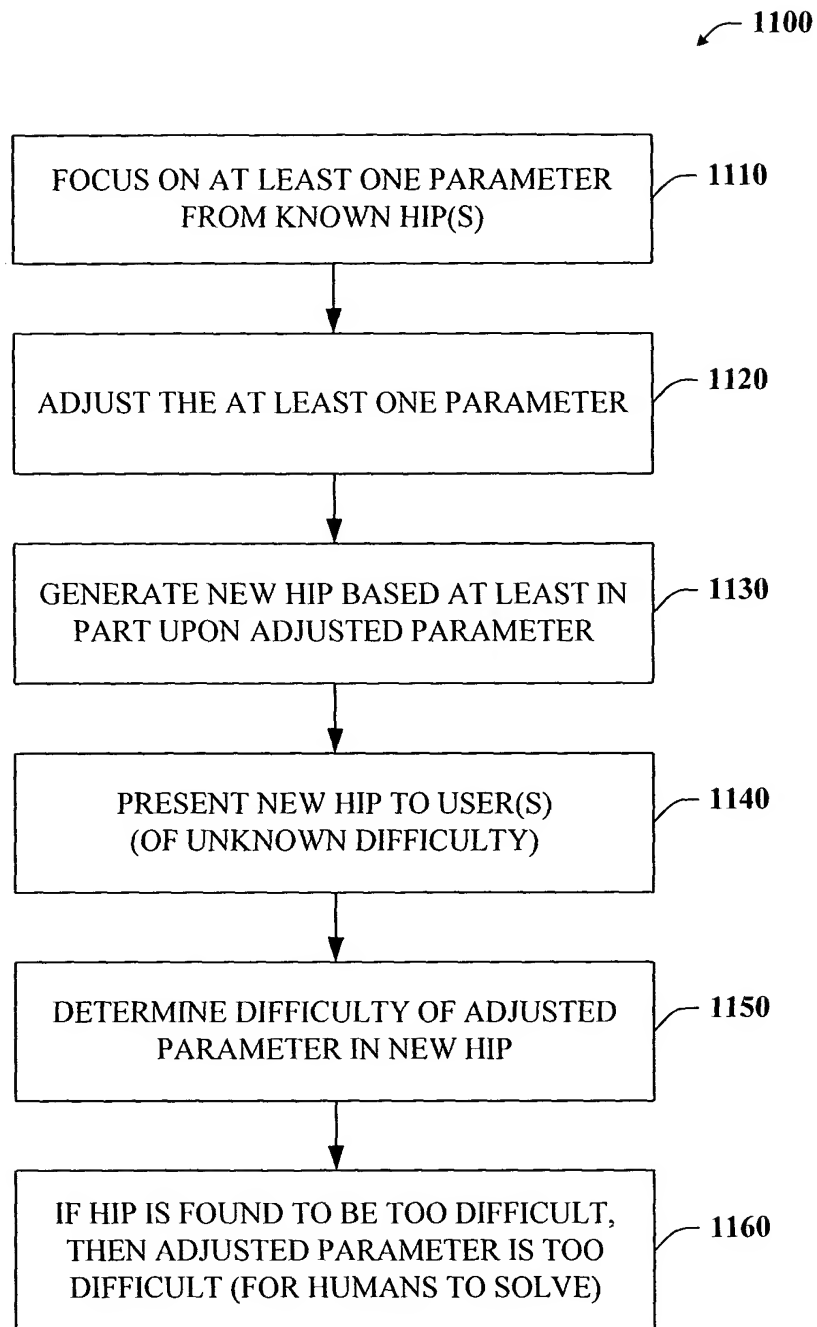 1100
FOCUS ON AT LEAST ONE PARAMETER
FROM KNOWN HIP(S)
1110
ADJUST THE AT LEAST ONE PARAMETER
1120
GENERATE NEW HIP BASED AT LEAST IN
PART UPON ADJUSTED PARAMETER
1130
PRESENT NEW HIP TO USER(S)
(OF UNKNOWN DIFFICULTY)
1140
DETERMINE DIFFICULTY OF ADJUSTED
PARAMETER IN NEW HIP
1150
IF HIP IS FOUND TO BE TOO DIFFICULT,
THEN ADJUSTED PARAMETER IS TOO
DIFFICULT (FOR HUMANS TO SOLVE)
1160